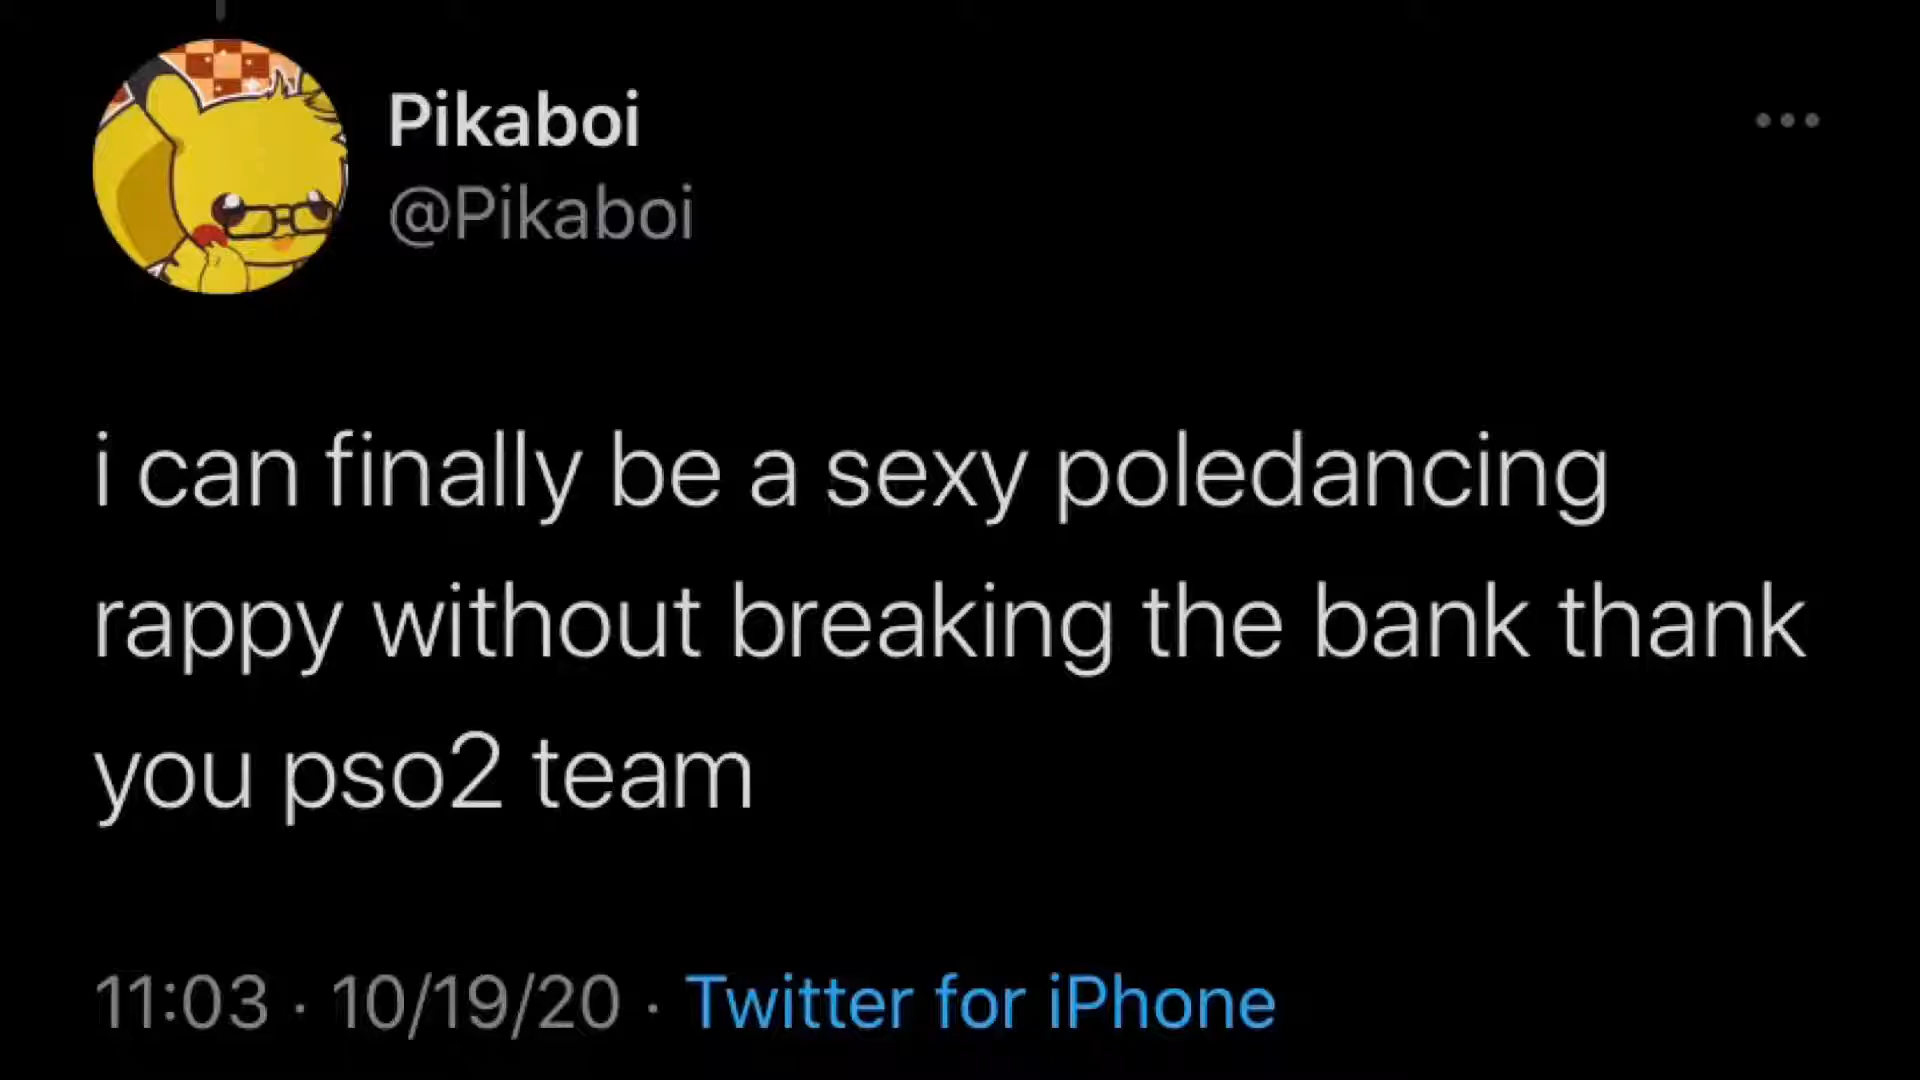 Pikaboi
@Pikaboi
i can finally be a sexy poledancing
rappy without breaking the bank thank
you pso2 team
11:03 · 10/19/20 · Twitter for iPhone